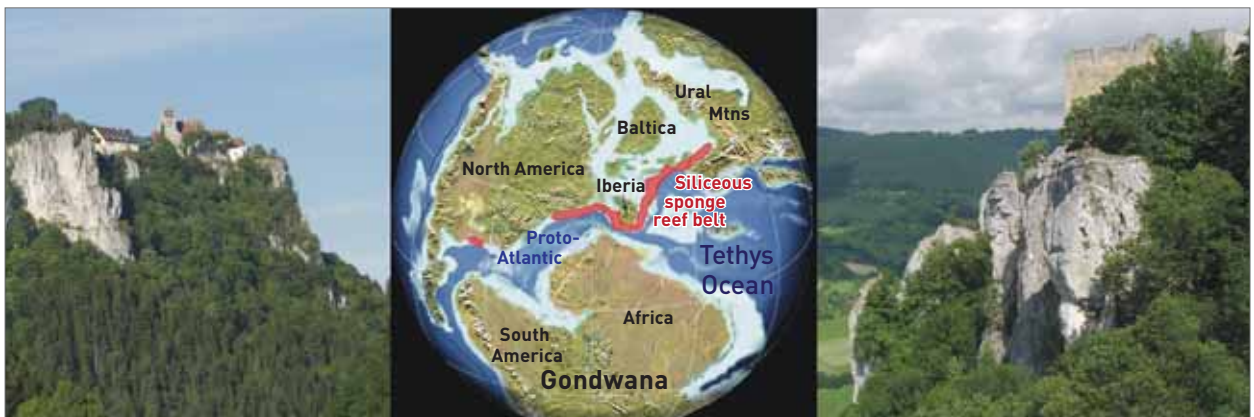 Ural
Mtns
Baltica
North America
Iberia
Siliceous
sponge
reef belt
Proto-
Atlantic
Tethys
Ocean
Africa
South
America
Gondwana